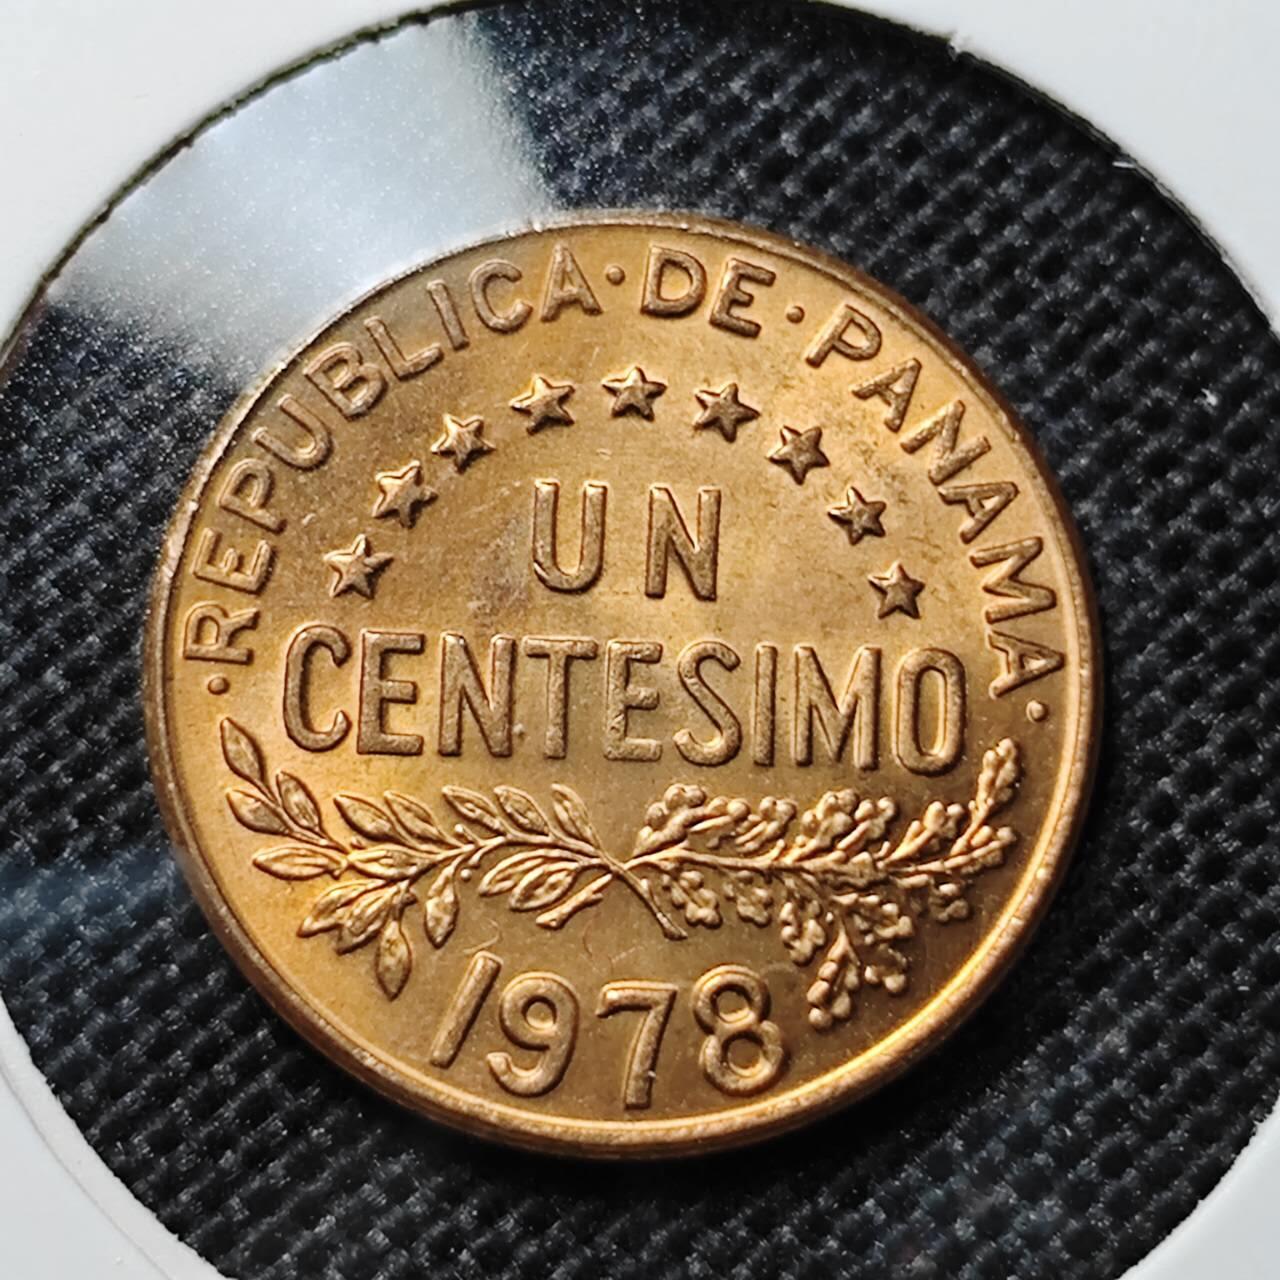 ·REPUBLICA·DE·PANAMA·
UN
CENTESIMO
1978